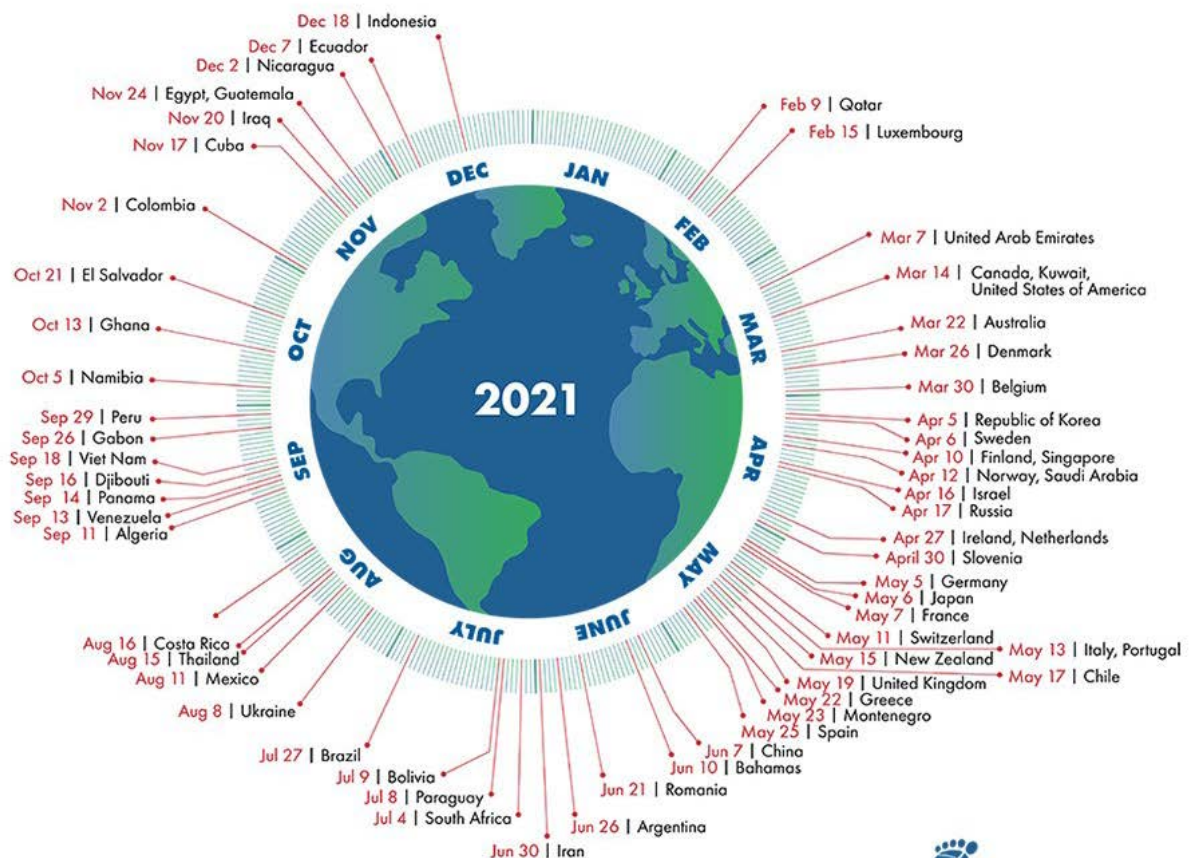 Dec 18 | Indonesia
Dec 7 | Ecuador
Dec 2 | Nicaragua
Nov 24 | Egypt, Guatemala
Nov 20 | Iraq
Nov 17 | Cuba
Nov 2 | Colombia
Oct 21 | El Salvador
Oct 13 | Ghana
Oct 5 | Namibia
Sep 29 | Peru
Sep 26 | Gabon
Sep 18 | Viet Nam
Sep 16 | Djibouti
Sep 14 | Panama
Sep 13 | Venezuela
Sep 11 | Algeria
Aug 16 | Costa Rica
Aug 15 | Thailand
Aug 11 | Mexico
Aug 8 | Ukraine
Jul 27 | Brazil
Jul 9 | Bolivia
Jul 8 | Paraguay
Jul 4 | South Africa
Jun 30 | Iran
Feb 9 | Qatar
Feb 15 | Luxembourg
Mar 7 | United Arab Emirates
Mar 14 | Canada, Kuwait,
United States of America
Mar 22 | Australia
Mar 26 | Denmark
Mar 30 | Belgium
Apr 5 | Republic of Korea
Apr 6 | Sweden
Apr 10 | Finland, Singapore
Apr 12 | Norway, Saudi Arabia
Apr 16 | Israel
Apr 17 | Russia
Apr 27 | Ireland, Netherlands
April 30 | Slovenia
May 5 | Germany
May 6 | Japan
May 7 | France
May 11 | Switzerland
May 13 | Italy, Portugal
May 15 | New Zealand
May 17 | Chile
May 19 | United Kingdom
May 22 | Greece
May 23 | Montenegro
May 25 | Spain
Jun 7 | China
Jun 10 | Bahamas
Jun 21 | Romania
Jun 26 | Argentina
JAN
FEB
MAR
APR
MAY
JUNE
JULY
AUG
SEP
OCT
NOV
DEC
2021